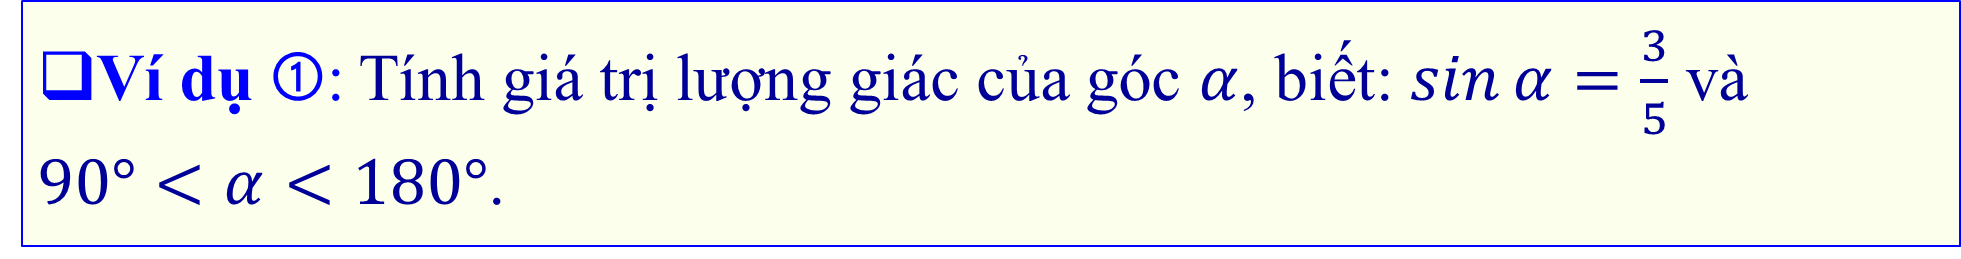 ❑Ví dụ ①: Tính giá trị lượng giác của góc 𝛼, biết: 𝑠𝑖𝑛 𝛼 = 3/5 và
90° < 𝛼 < 180°.